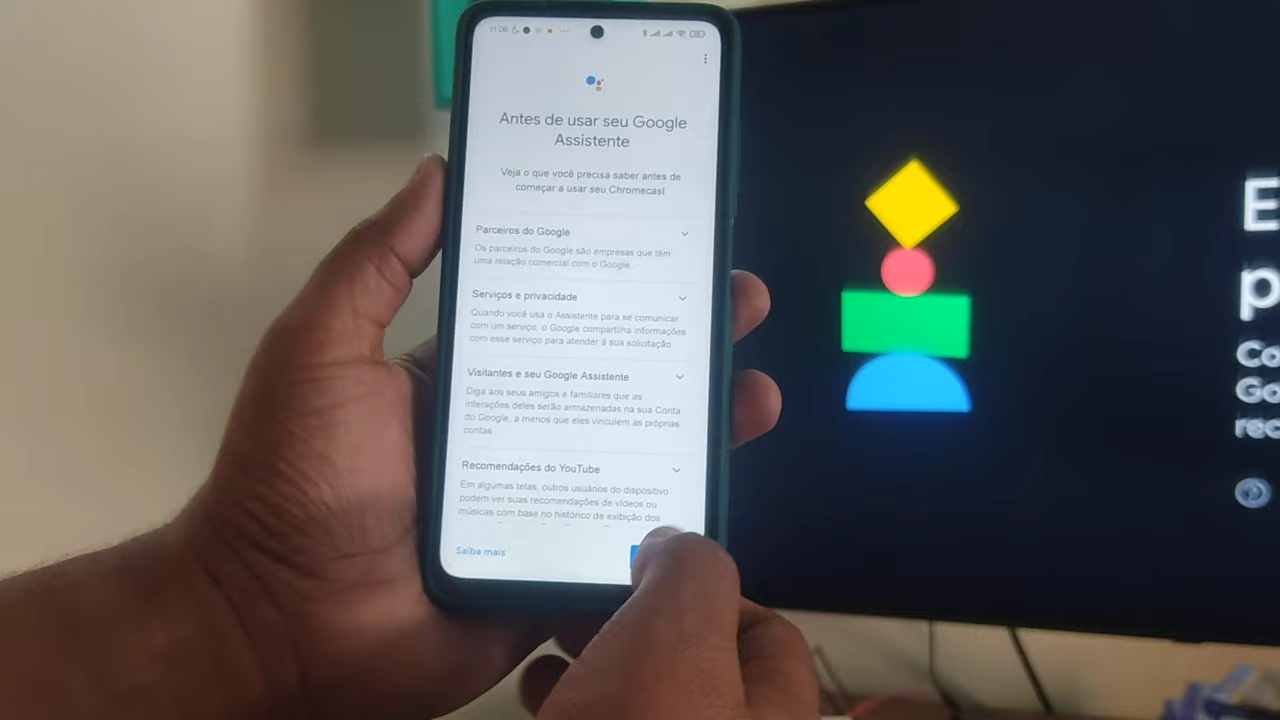 11:06
Antes de usar seu Google
Assistente
Veja o que você precisa saber antes de
começar a usar seu Chromecast
Parceiros do Google
Os parceiros do Google são empresas que têm
uma relação comercial com o Google.
Serviços e privacidade
Quando você usa o Assistente para se comunicar
com um serviço, o Google compartilha informações
com esse serviço para atender à sua solicitação
Visitantes e seu Google Assistente
Diga aos seus amigos e familiares que as
interações deles serão armazenadas na sua Conta
do Google, a menos que eles vinculem as próprias
contas.
Recomendações do YouTube
Em algumas telas, outros usuários do dispositivo
podem ver suas recomendações de vídeos ou
músicas com base no histórico de exibição dos
Saiba mais
E
p
Co
Go
rec